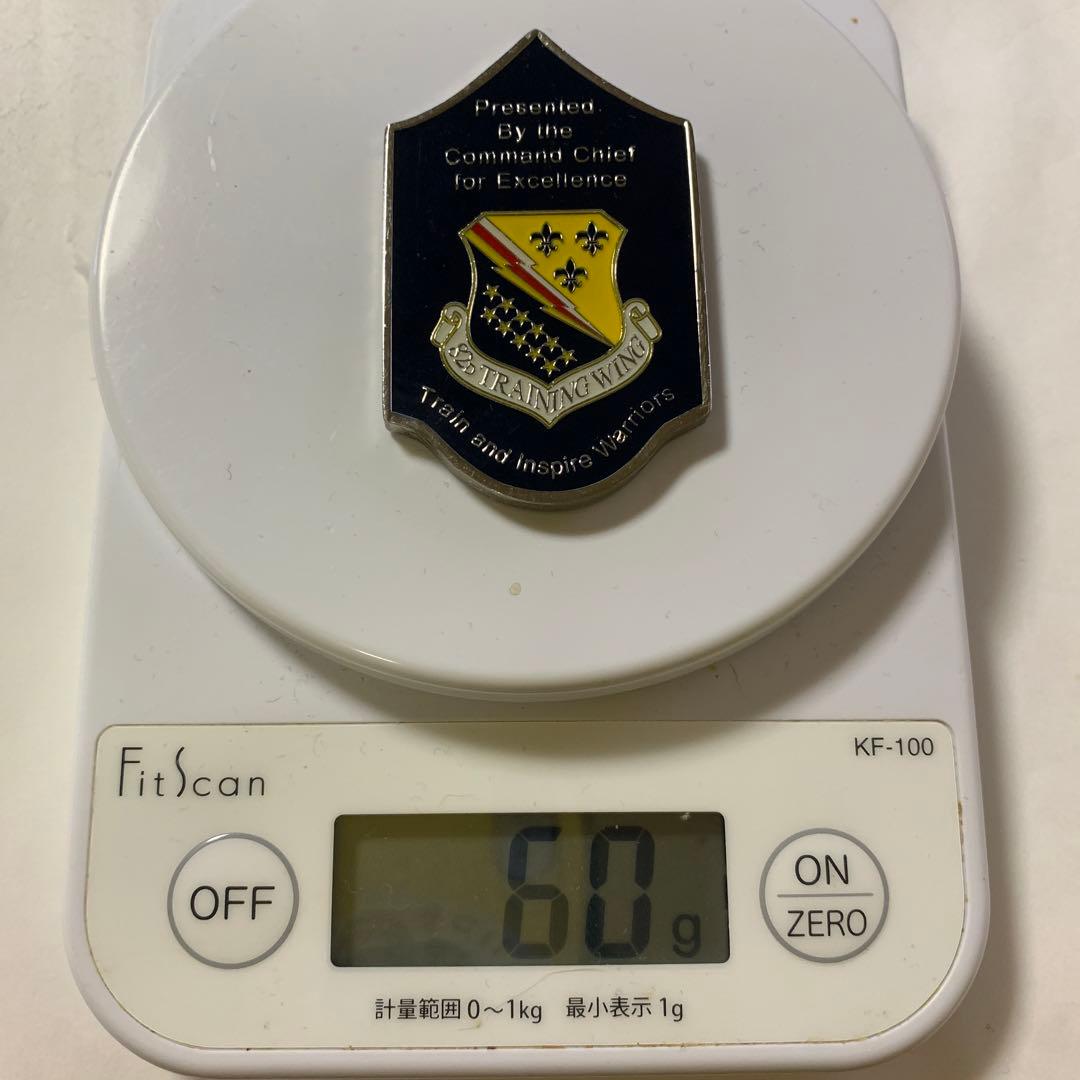 Presented
By the
Command Chief
for Excellence
82D TRAINING WING
Train and Inspire Warriors
FitScan
KF-100
OFF
60g
ON
ZERO
計量範囲 0～1kg 最小表示 1g